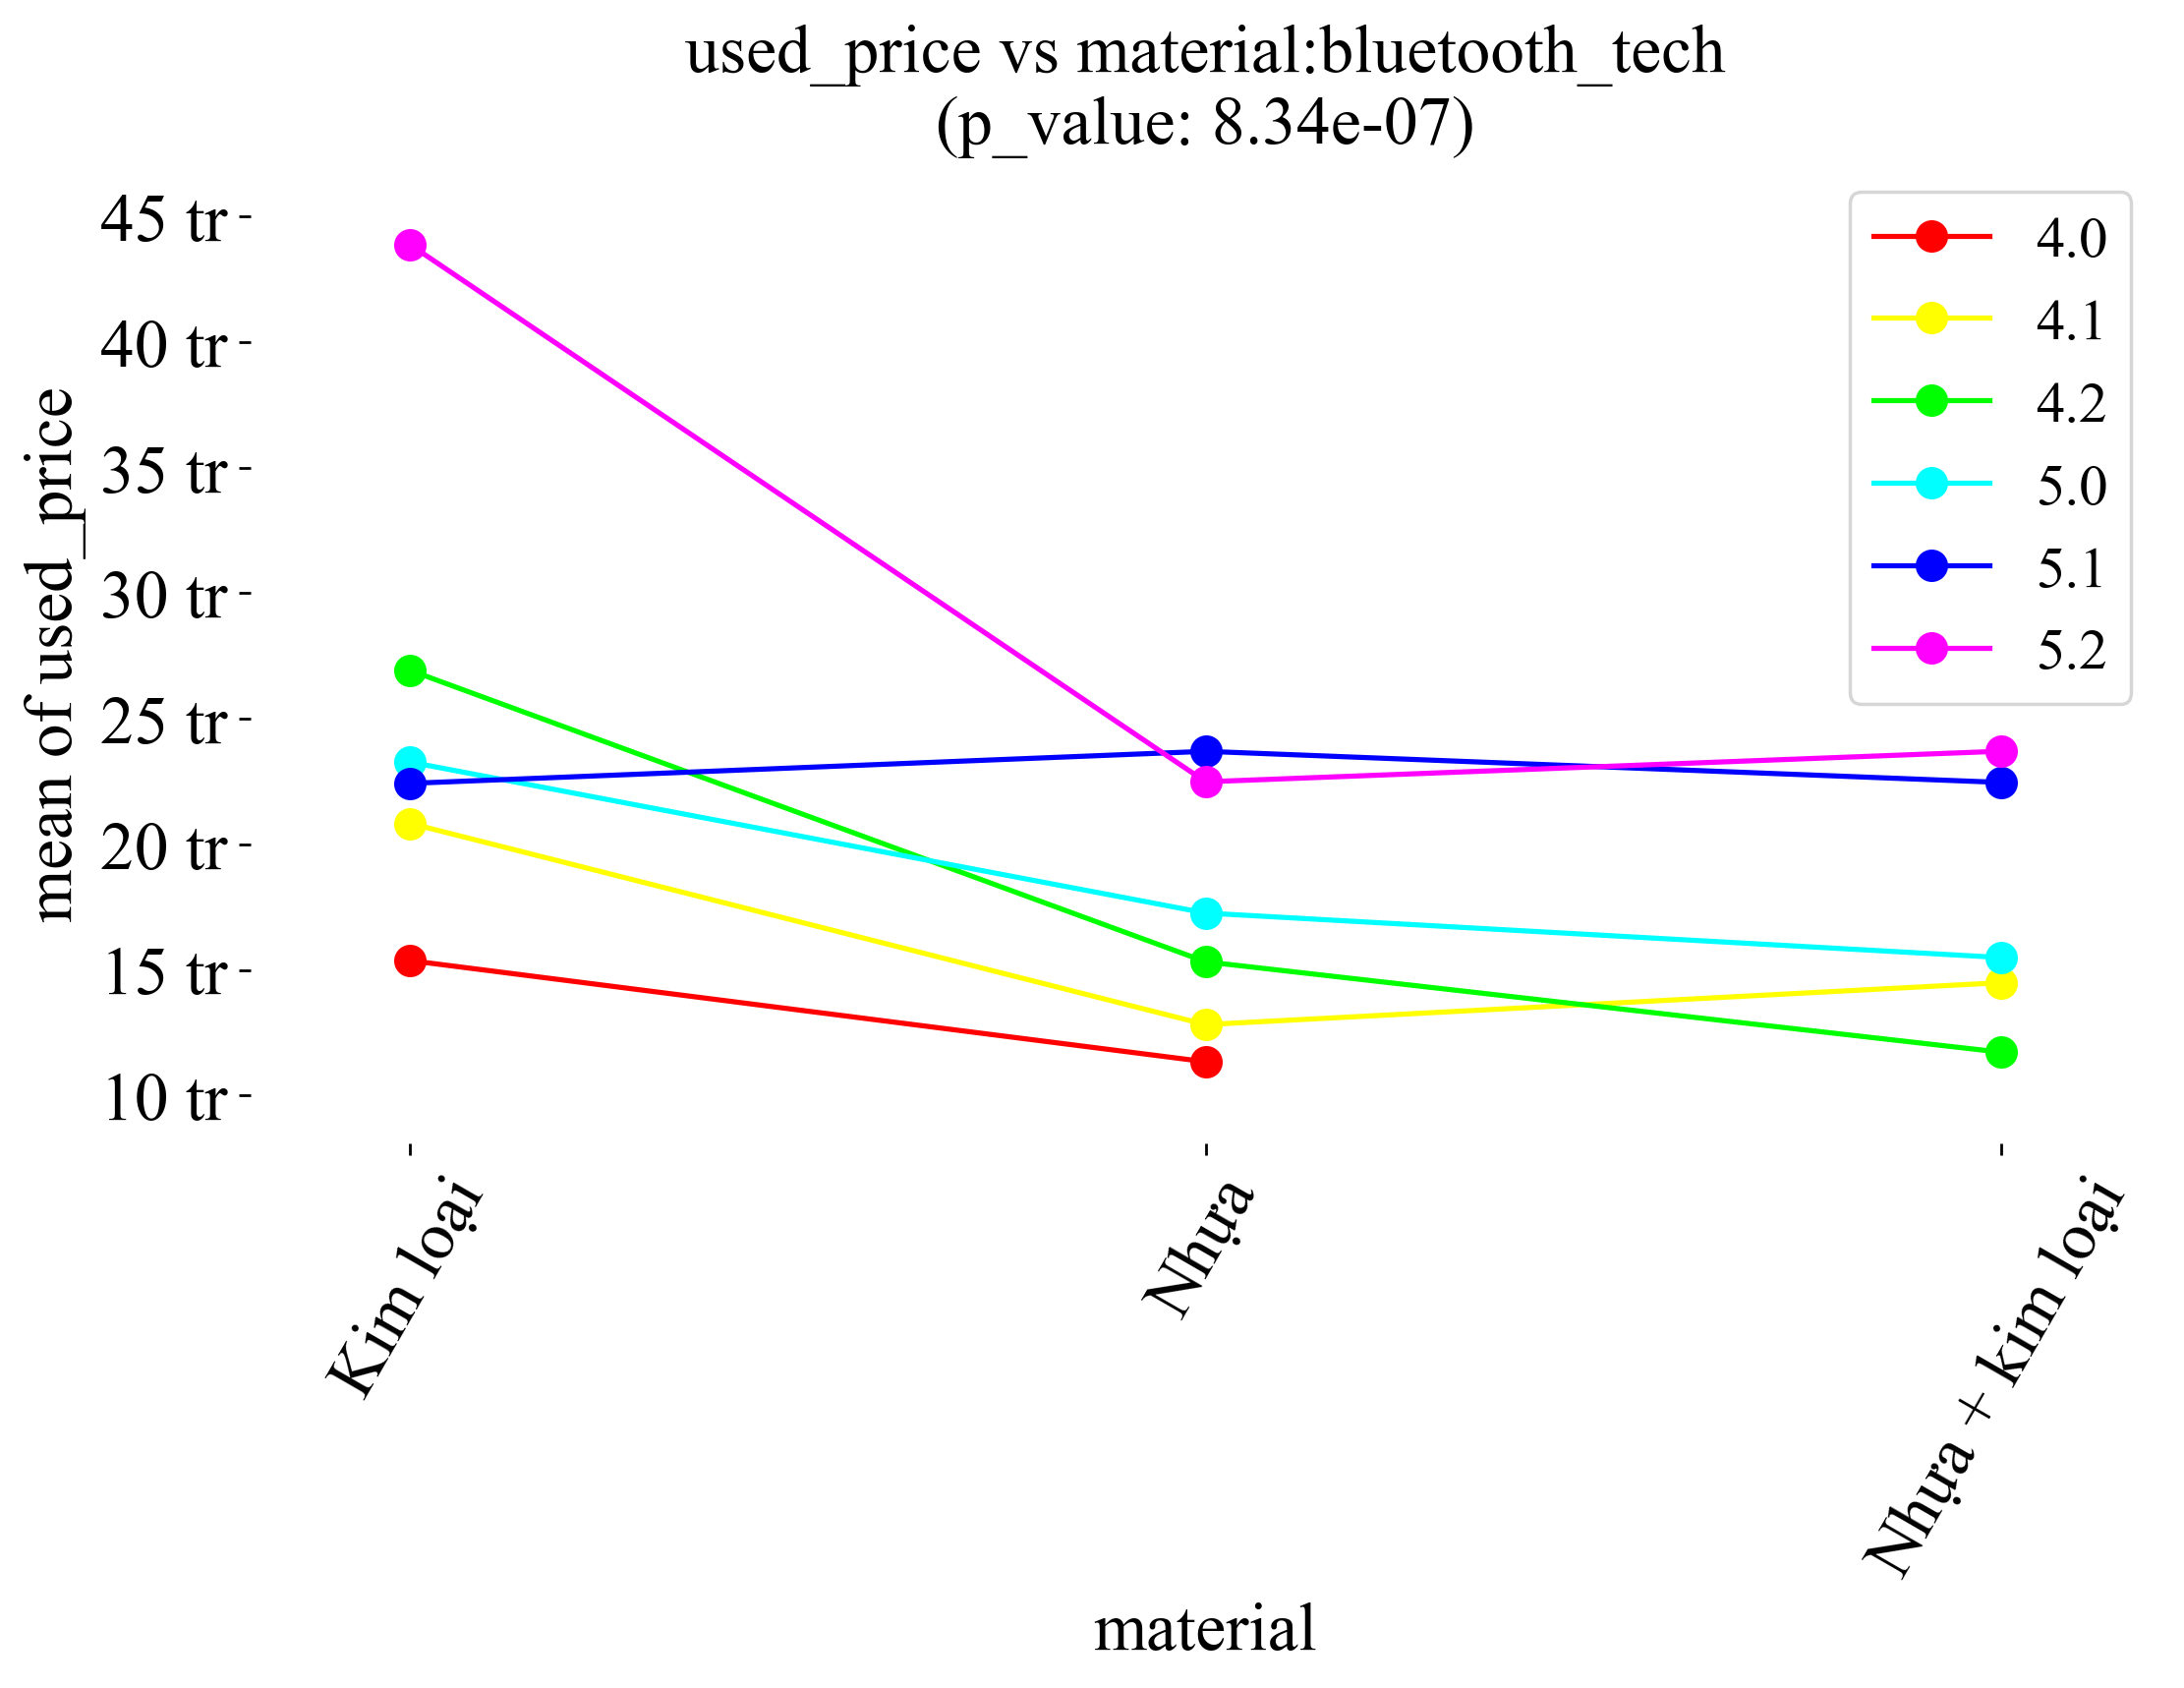 used_price vs material:bluetooth_tech
(p_value: 8.34e-07)
mean of used_price
45 tr
40 tr
35 tr
30 tr
25 tr
20 tr
15 tr
10 tr
4.0
4.1
4.2
5.0
5.1
5.2
Kim loại
Nhựa
Nhựa + kim loại
material